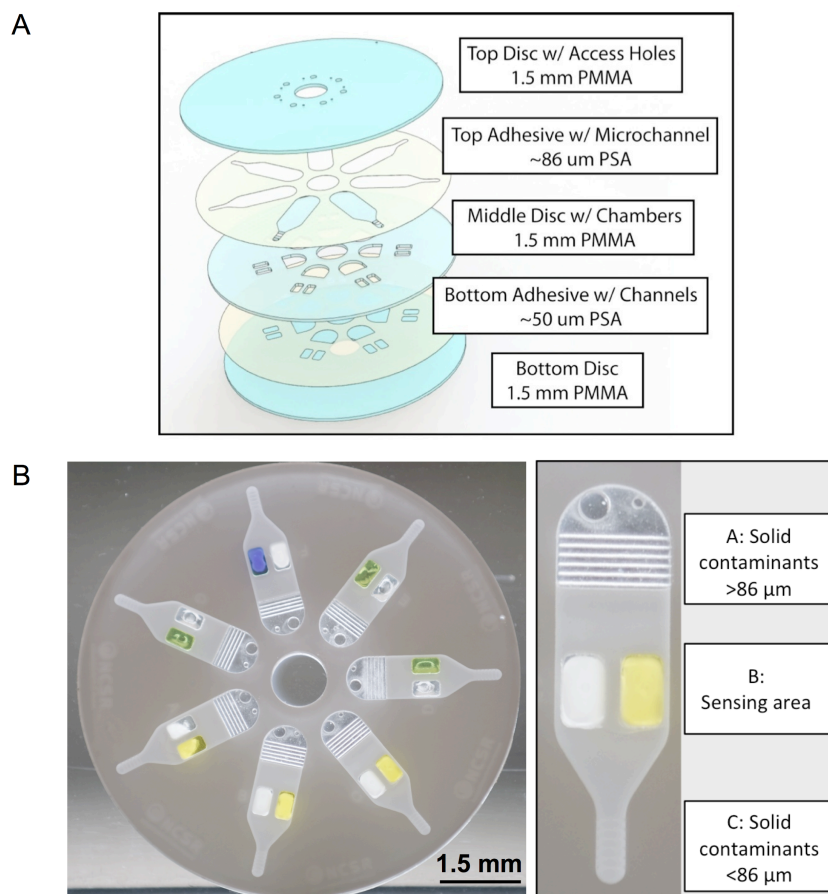 A
Top Disc w/ Access Holes
1.5 mm PMMA
Top Adhesive w/ Microchannel
~86 um PSA
Middle Disc w/ Chambers
1.5 mm PMMA
Bottom Adhesive w/ Channels
~50 um PSA
Bottom Disc
1.5 mm PMMA
B
1.5 mm
A: Solid
contaminants
>86 µm
B:
Sensing area
C: Solid
contaminants
<86 µm